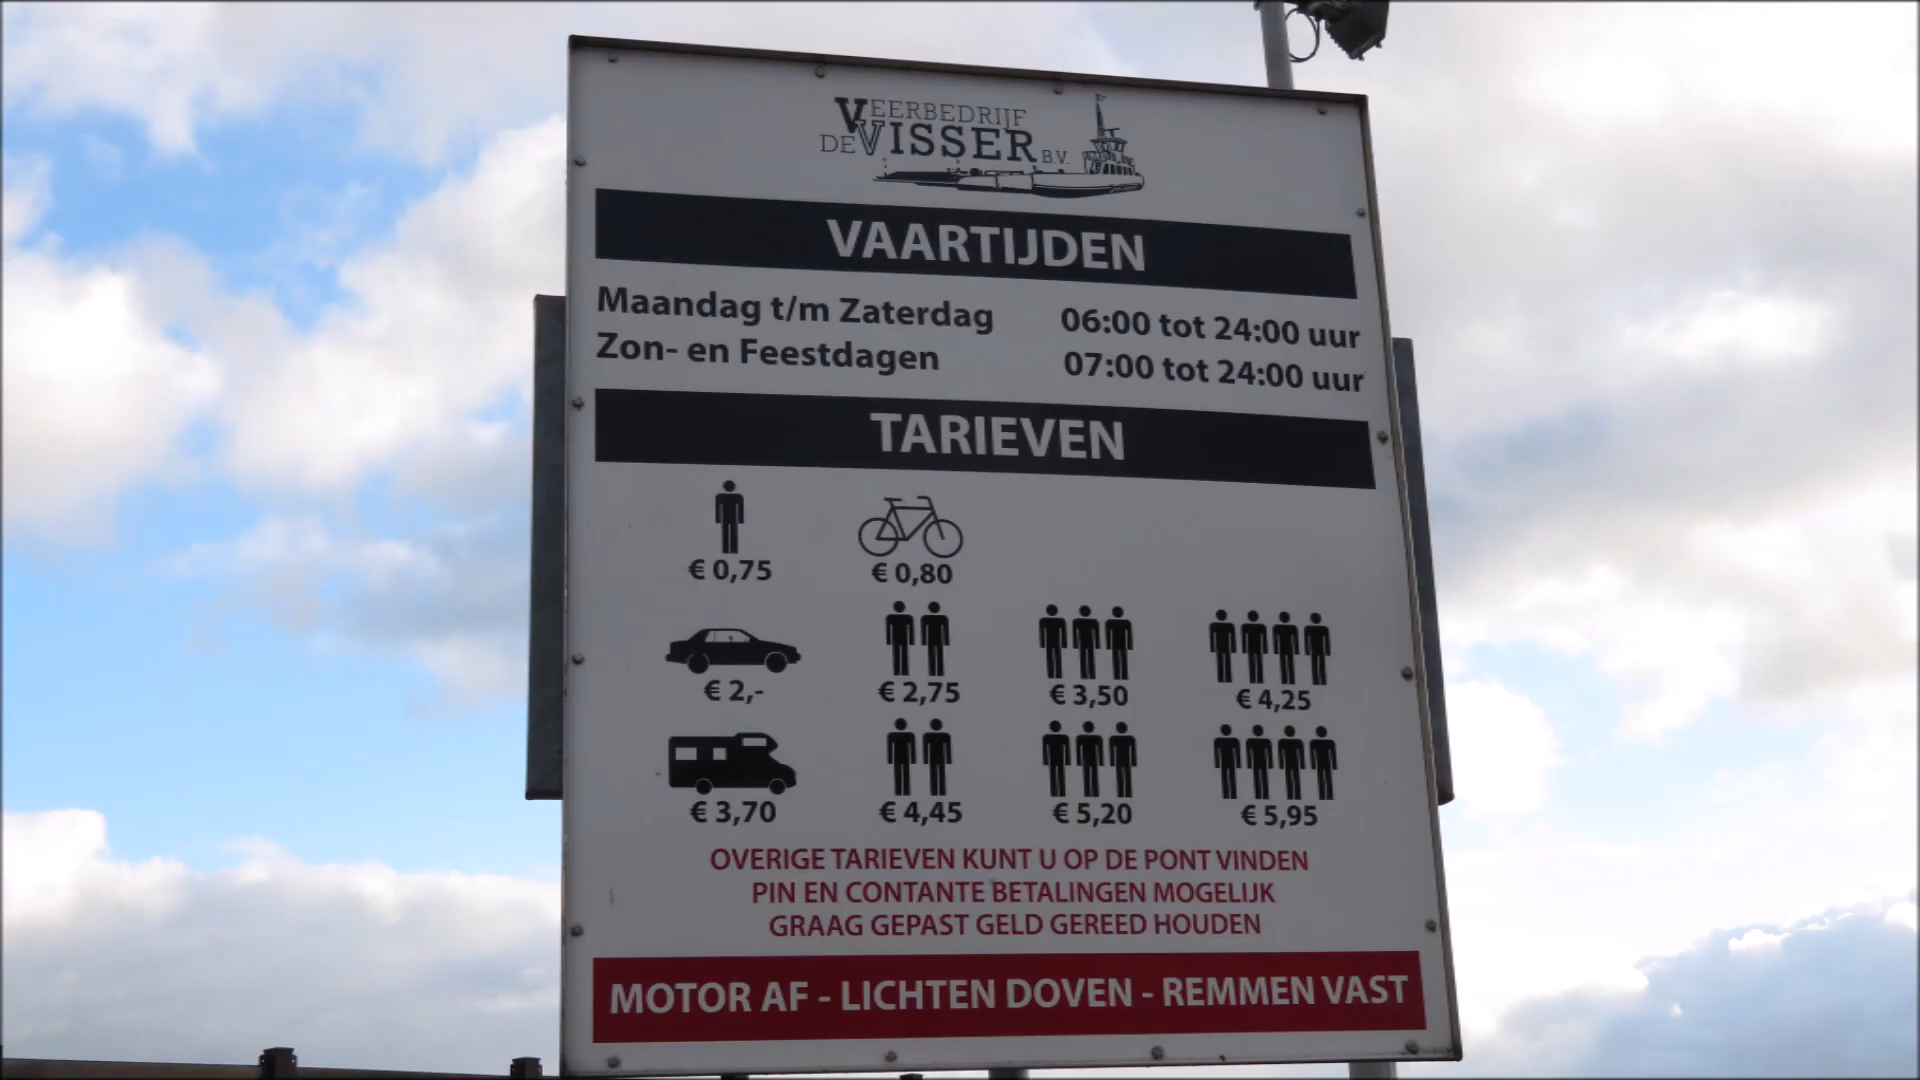 VEERBEDRIJF
DE VISSER B.V.
VAARTIJDEN
Maandag t/m Zaterdag 06:00 tot 24:00 uur
Zon- en Feestdagen 07:00 tot 24:00 uur
TARIEVEN
€ 0,75 € 0,80
€ 2,- € 2,75 € 3,50 € 4,25
€ 3,70 € 4,45 € 5,20 € 5,95
OVERIGE TARIEVEN KUNT U OP DE PONT VINDEN
PIN EN CONTANTE BETALINGEN MOGELIJK
GRAAG GEPAST GELD GEREED HOUDEN
MOTOR AF - LICHTEN DOVEN - REMMEN VAST